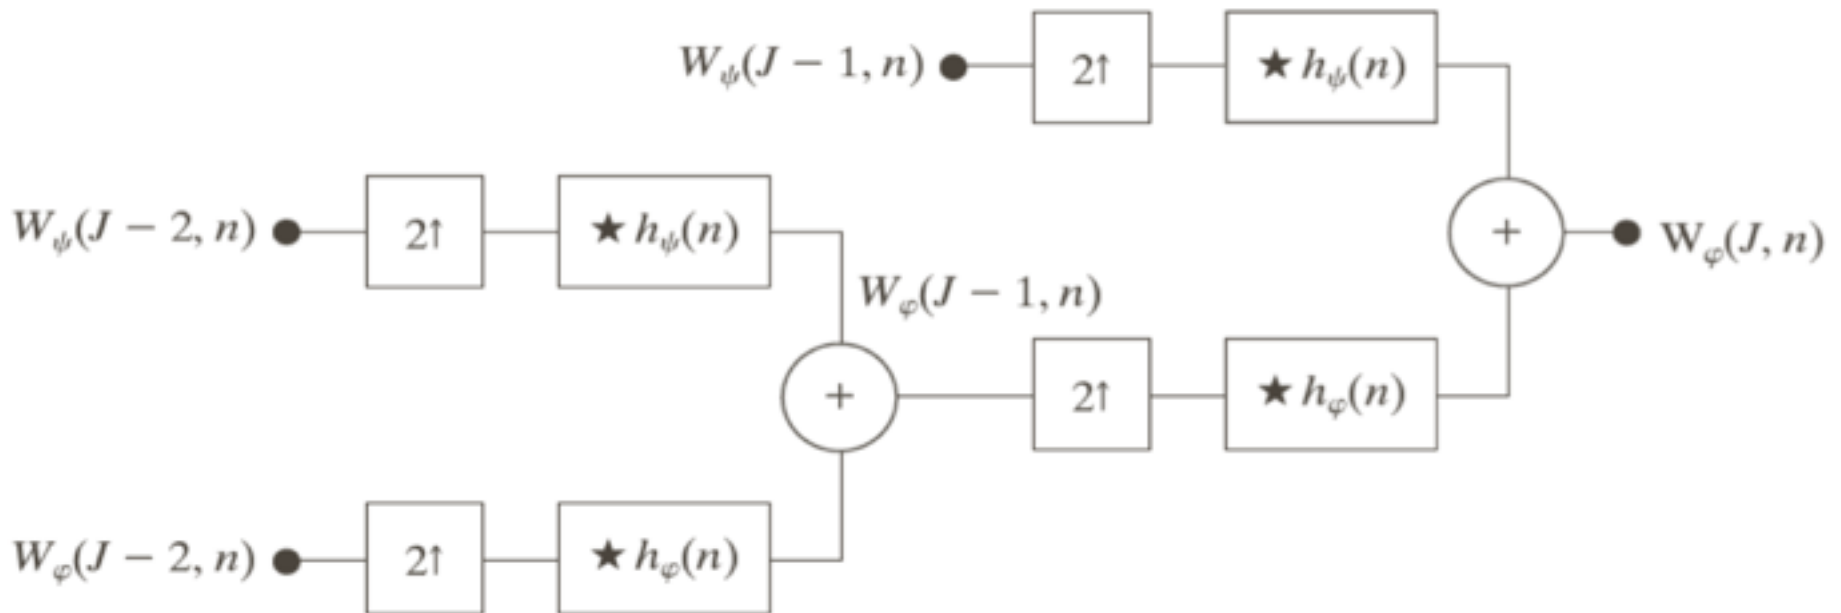 W_ψ(J − 1, n) 2↑ ★ h_ψ(n)
W_ψ(J − 2, n) 2↑ ★ h_ψ(n) + W_φ(J, n)
W_φ(J − 1, n)
+ 2↑ ★ h_φ(n)
W_φ(J − 2, n) 2↑ ★ h_φ(n)